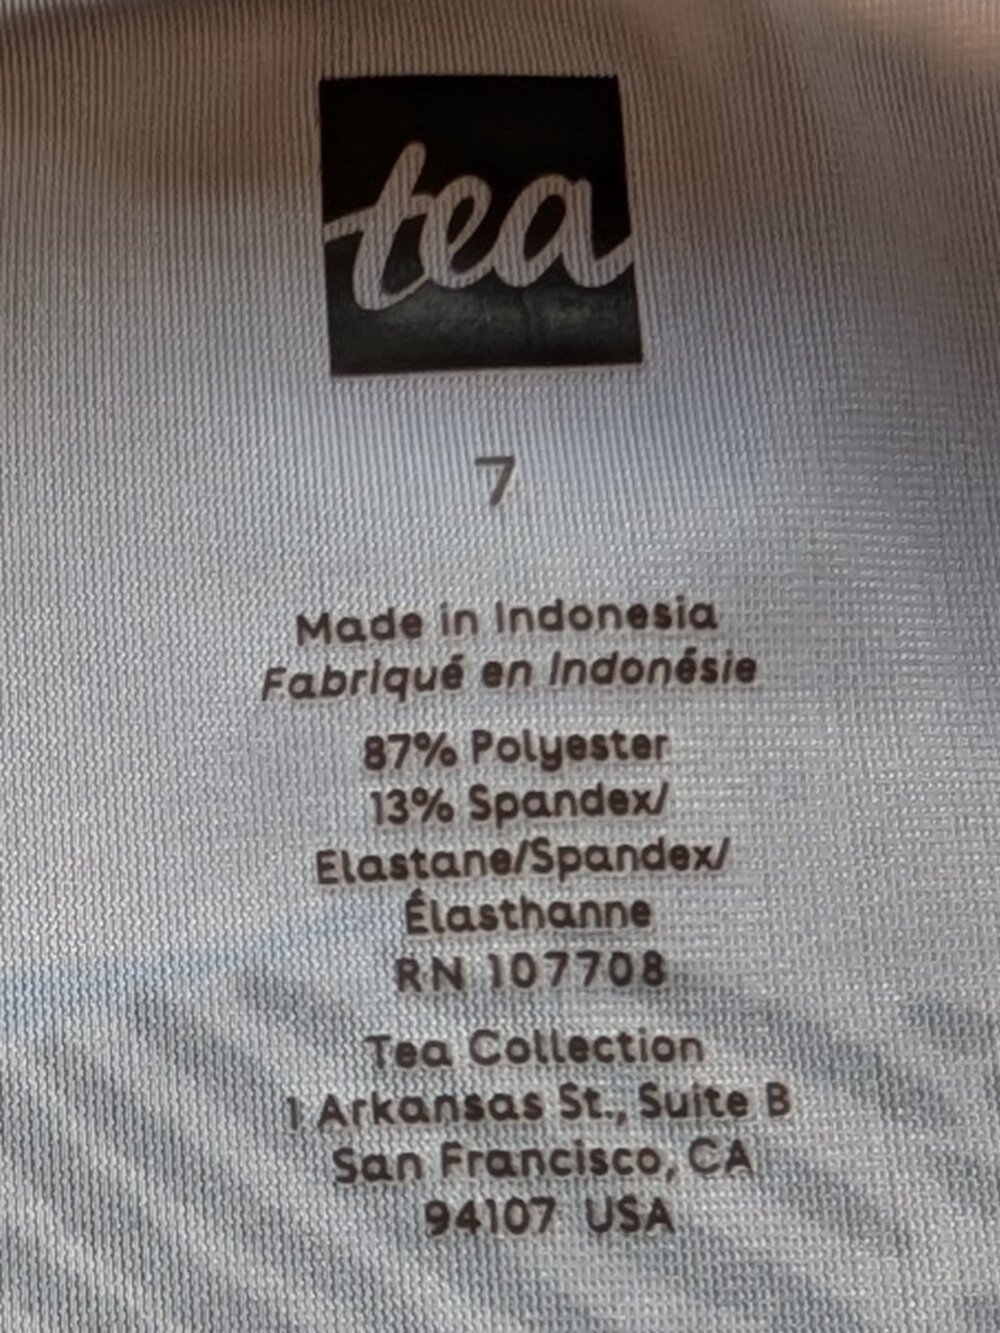 tea
7
Made in Indonesia
Fabriqué en Indonésie
87% Polyester
13% Spandex/
Elastane/Spandex/
Élasthanne
RN 107708
Tea Collection
1 Arkansas St., Suite B
San Francisco, CA
94107 USA